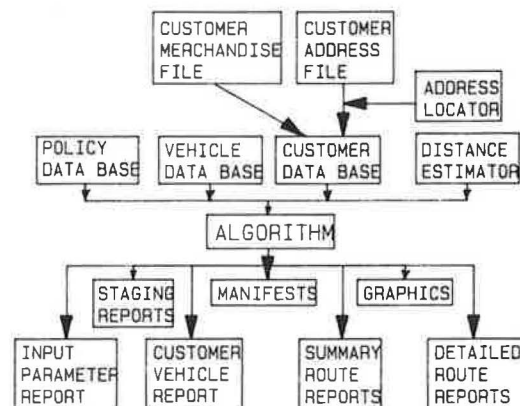 CUSTOMER
MERCHANDISE
FILE
CUSTOMER
ADDRESS
FILE
ADDRESS
LOCATOR
POLICY
DATA BASE
VEHICLE
DATA BASE
CUSTOMER
DATA BASE
DISTANCE
ESTIMATOR
ALGORITHM
STAGING
REPORTS
MANIFESTS
GRAPHICS
INPUT
PARAMETER
REPORT
CUSTOMER
VEHICLE
REPORT
SUMMARY
ROUTE
REPORTS
DETAILED
ROUTE
REPORTS